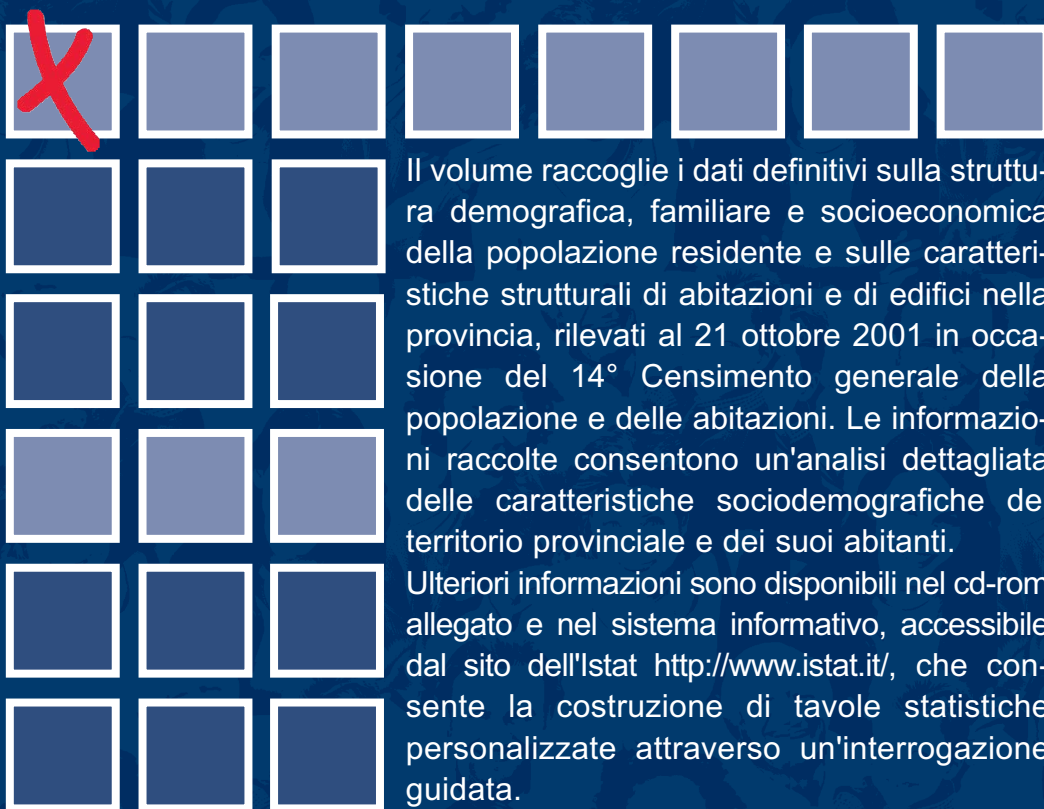 Il volume raccoglie i dati definitivi sulla struttu-
ra demografica, familiare e socioeconomica
della popolazione residente e sulle caratteri-
stiche strutturali di abitazioni e di edifici nella
provincia, rilevati al 21 ottobre 2001 in occa-
sione del 14° Censimento generale della
popolazione e delle abitazioni. Le informazio-
ni raccolte consentono un'analisi dettagliata
delle caratteristiche sociodemografiche del
territorio provinciale e dei suoi abitanti.
Ulteriori informazioni sono disponibili nel cd-rom
allegato e nel sistema informativo, accessibile
dal sito dell'Istat http://www.istat.it/, che con-
sente la costruzione di tavole statistiche
personalizzate attraverso un'interrogazione
guidata.